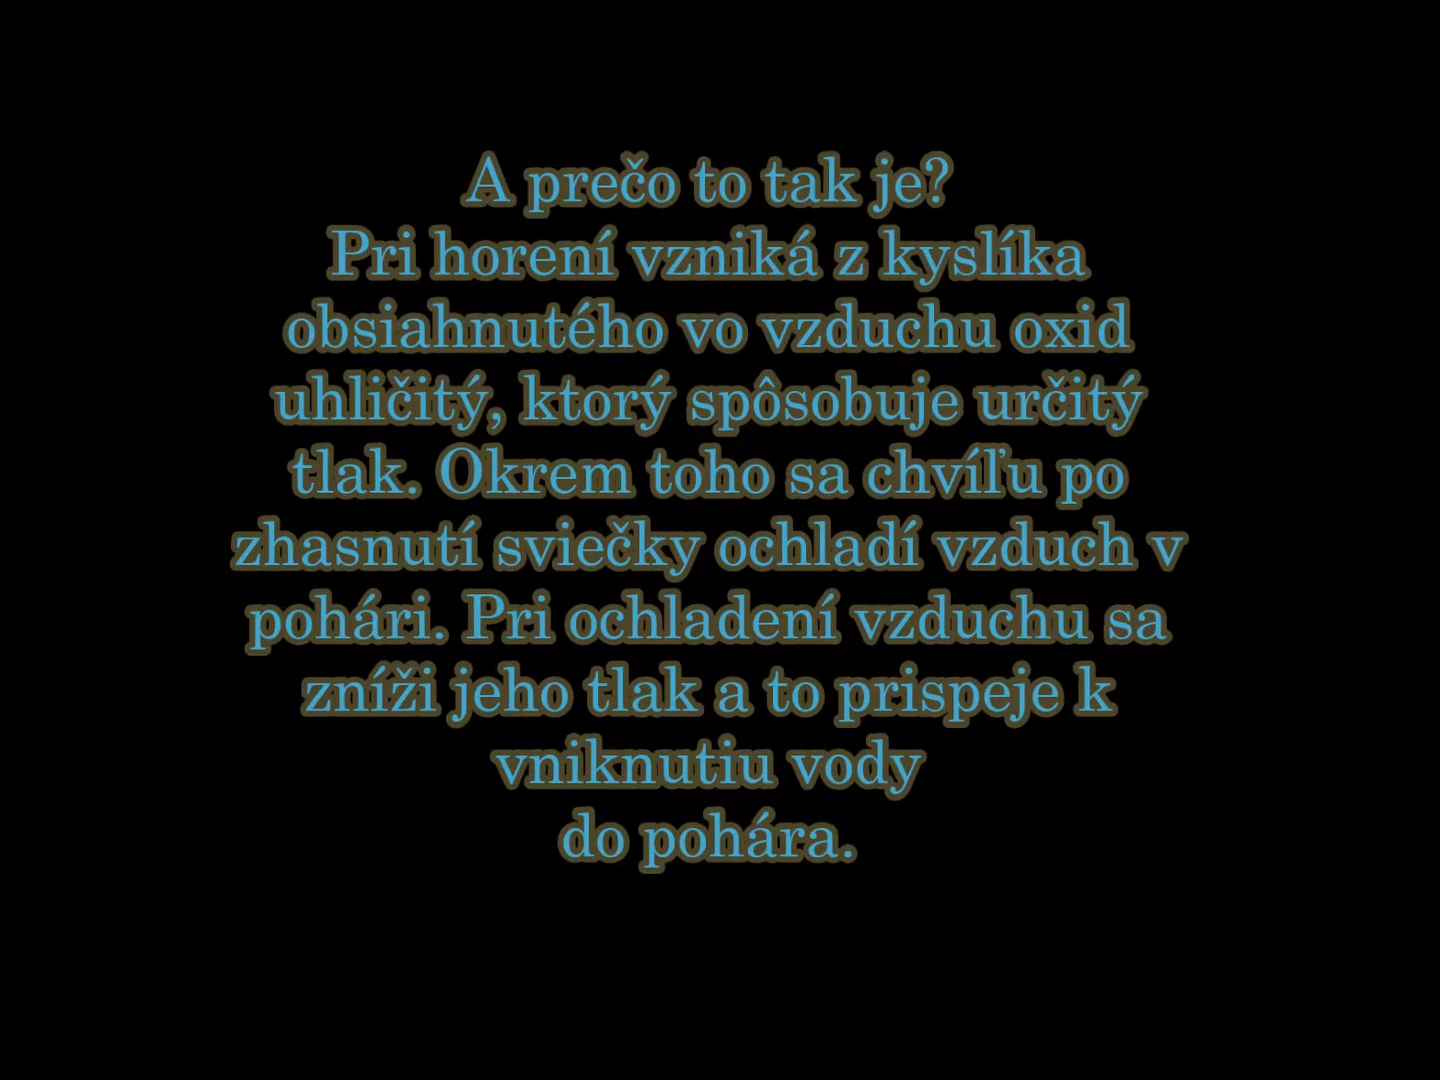 A prečo to tak je?
Pri horení vzniká z kyslíka
obsiahnutého vo vzduchu oxid
uhličitý, ktorý spôsobuje určitý
tlak. Okrem toho sa chvíľu po
zhasnutí sviečky ochladí vzduch v
pohári. Pri ochladení vzduchu sa
zníži jeho tlak a to prispeje k
vniknutiu vody
do pohára.